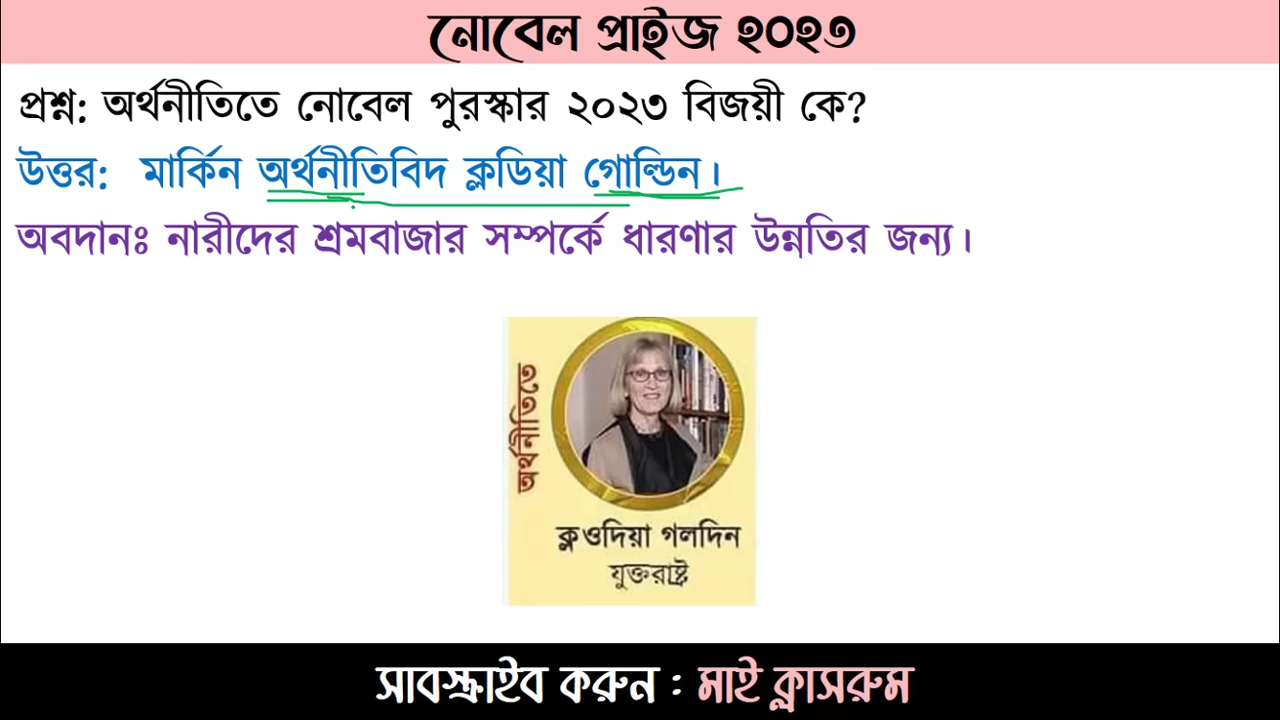 নোবেল প্রাইজ ২০২৩
প্রশ্ন: অর্থনীতিতে নোবেল পুরস্কার ২০২৩ বিজয়ী কে?
উত্তর: মার্কিন অর্থনীতিবিদ ক্লডিয়া গোল্ডিন।
অবদানঃ নারীদের শ্রমবাজার সম্পর্কে ধারণার উন্নতির জন্য।
অর্থনীতিতে
ক্লওদিয়া গলদিন
যুক্তরাষ্ট্র
সাবস্ক্রাইব করুন : মাই ক্লাসরুম